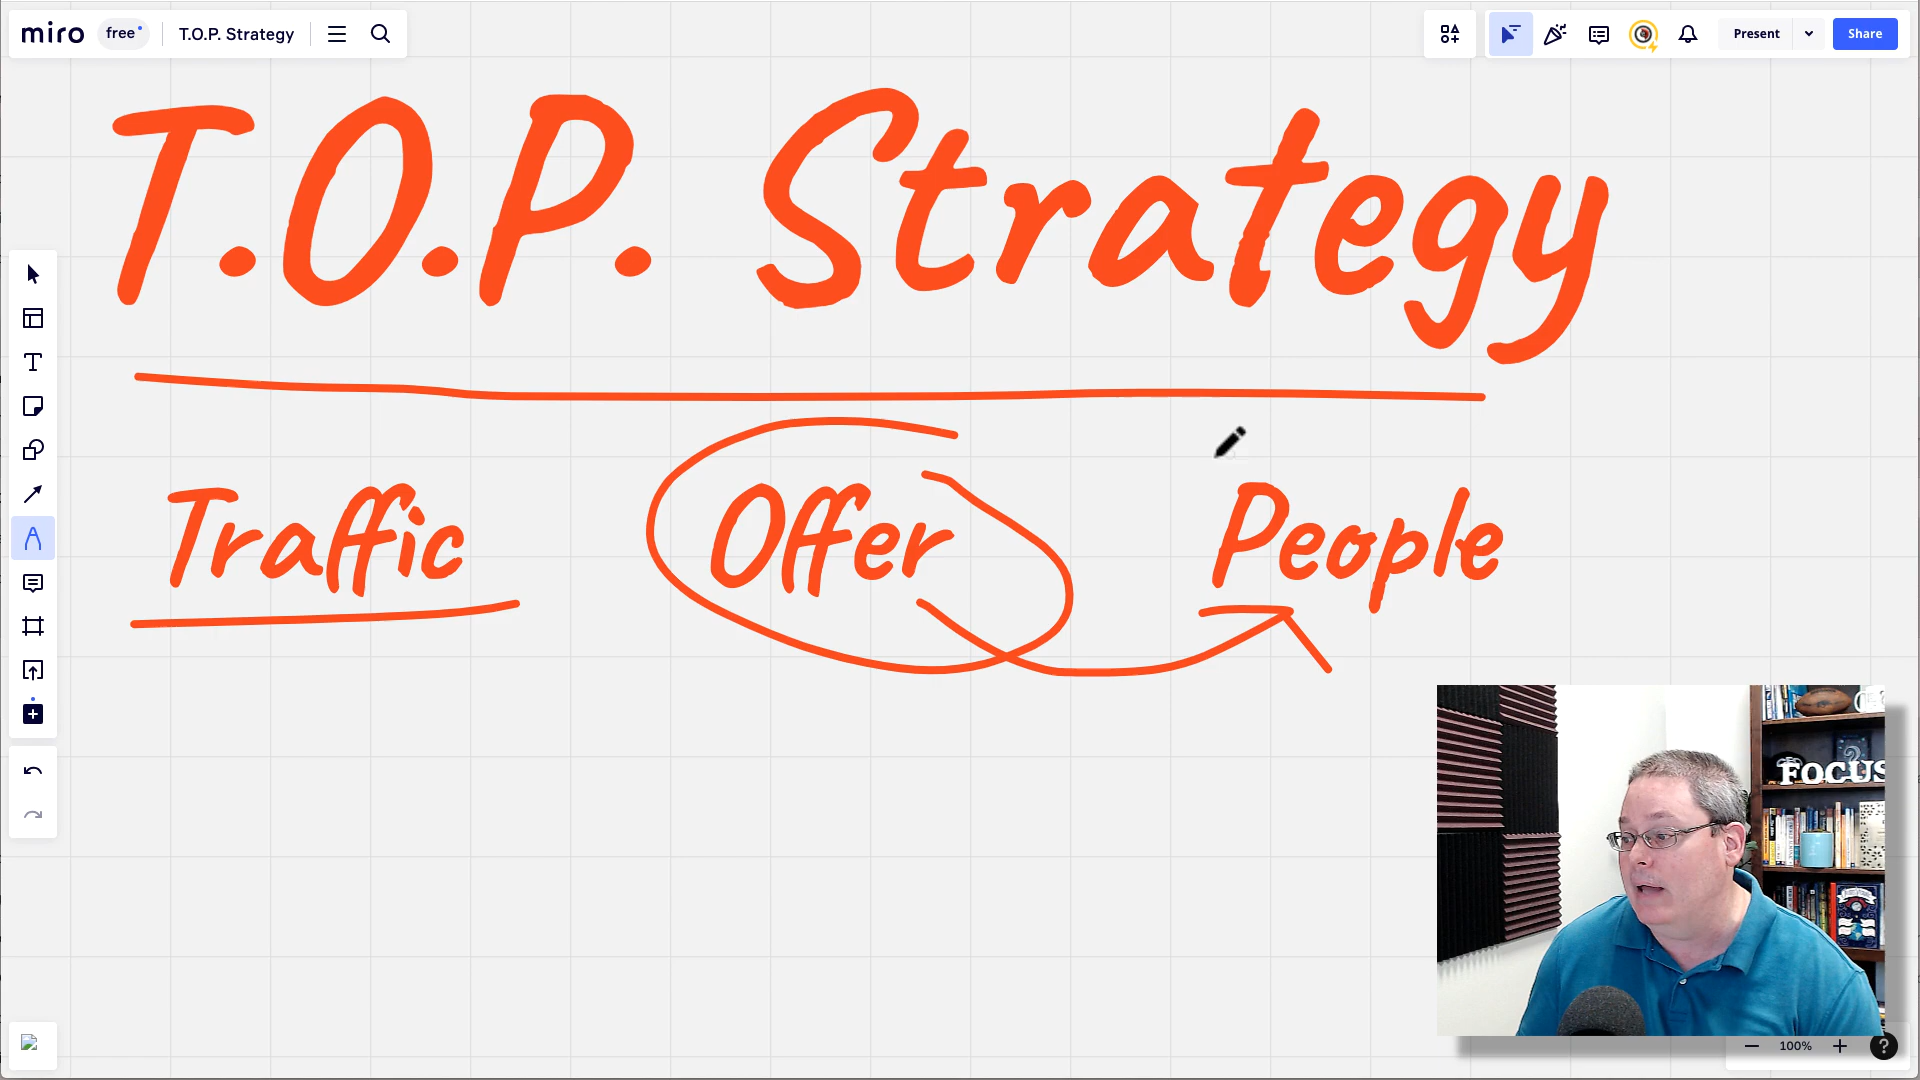 miro free T.O.P. Strategy Present Share
T.O.P. Strategy
Traffic Offer People
FOCUS
100% ?